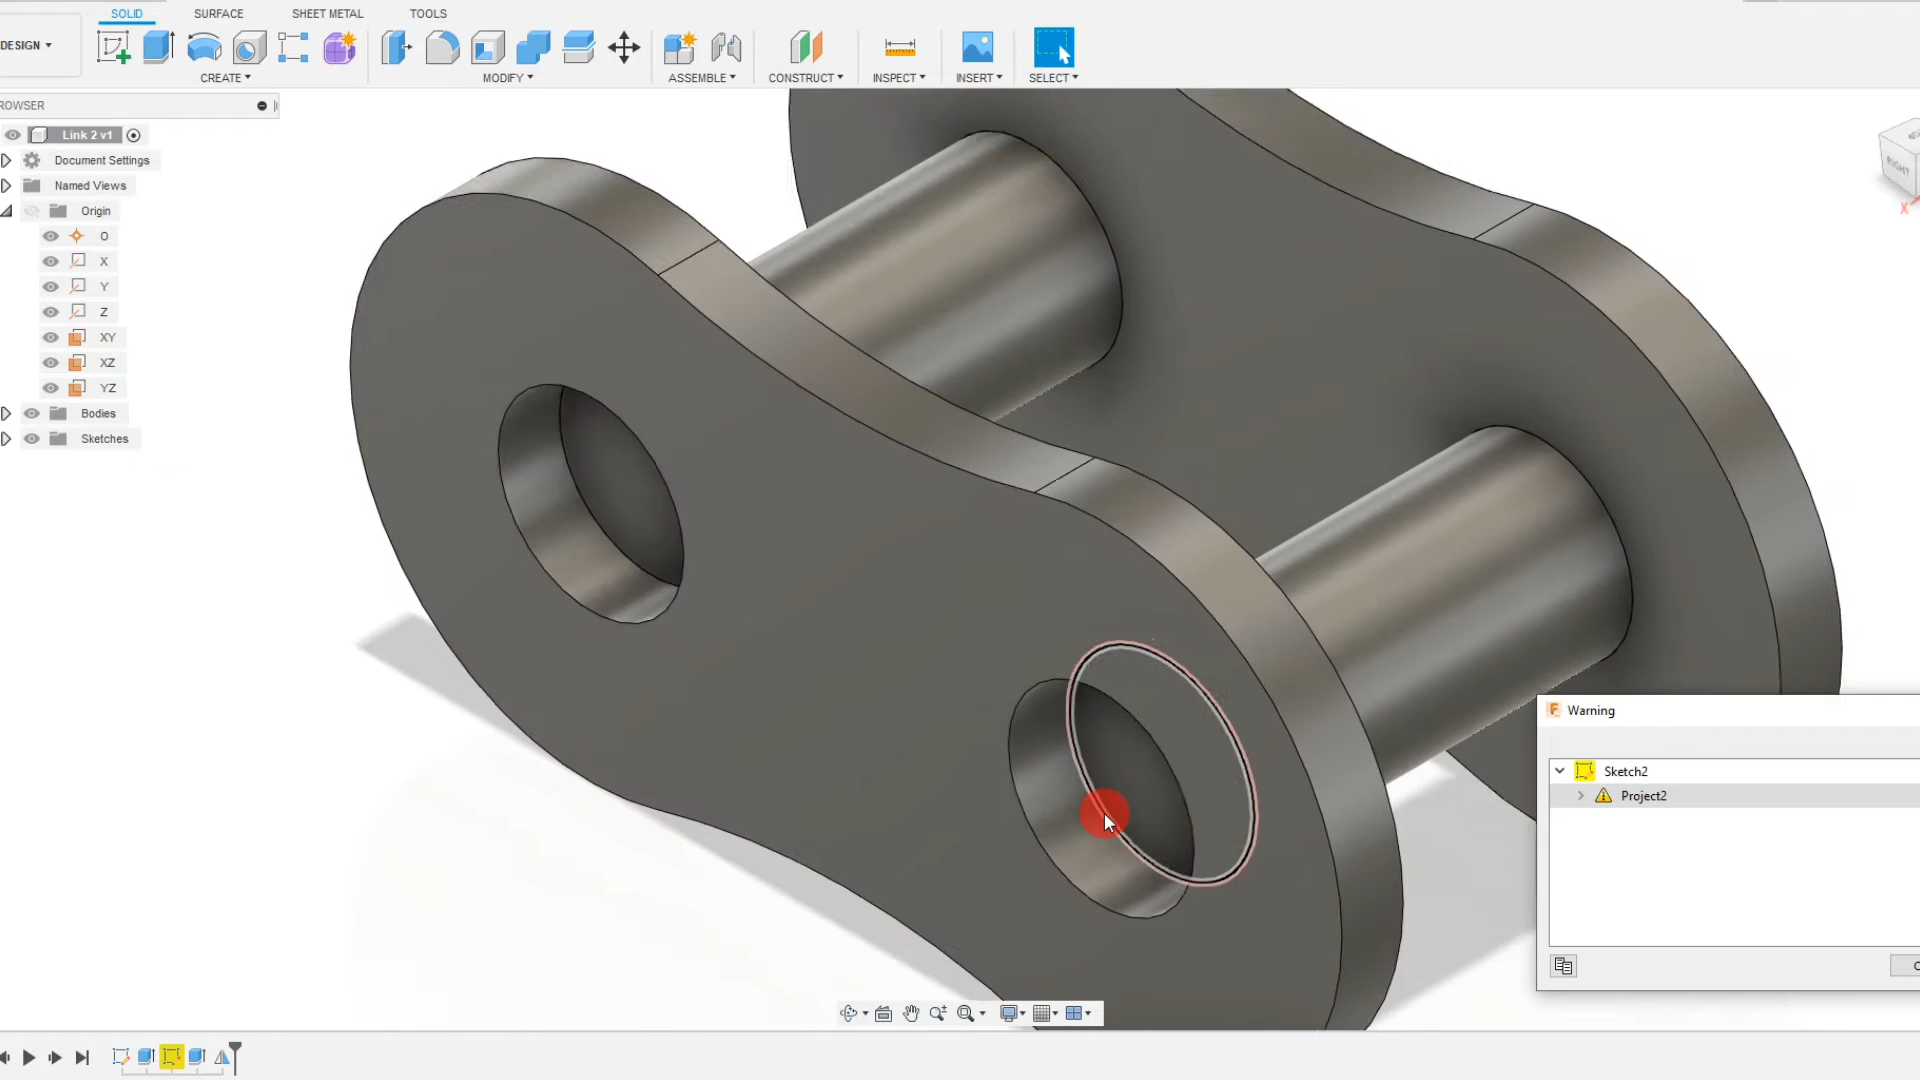 SOLID SURFACE SHEET METAL TOOLS
DESIGN
CREATE MODIFY ASSEMBLE CONSTRUCT INSPECT INSERT SELECT
ROWSER
Link 2 v1
Document Settings
Named Views
Origin
O
X
Y
Z
XY
XZ
YZ
Bodies
Sketches
RIGHT
X
Warning
Sketch2
Project2